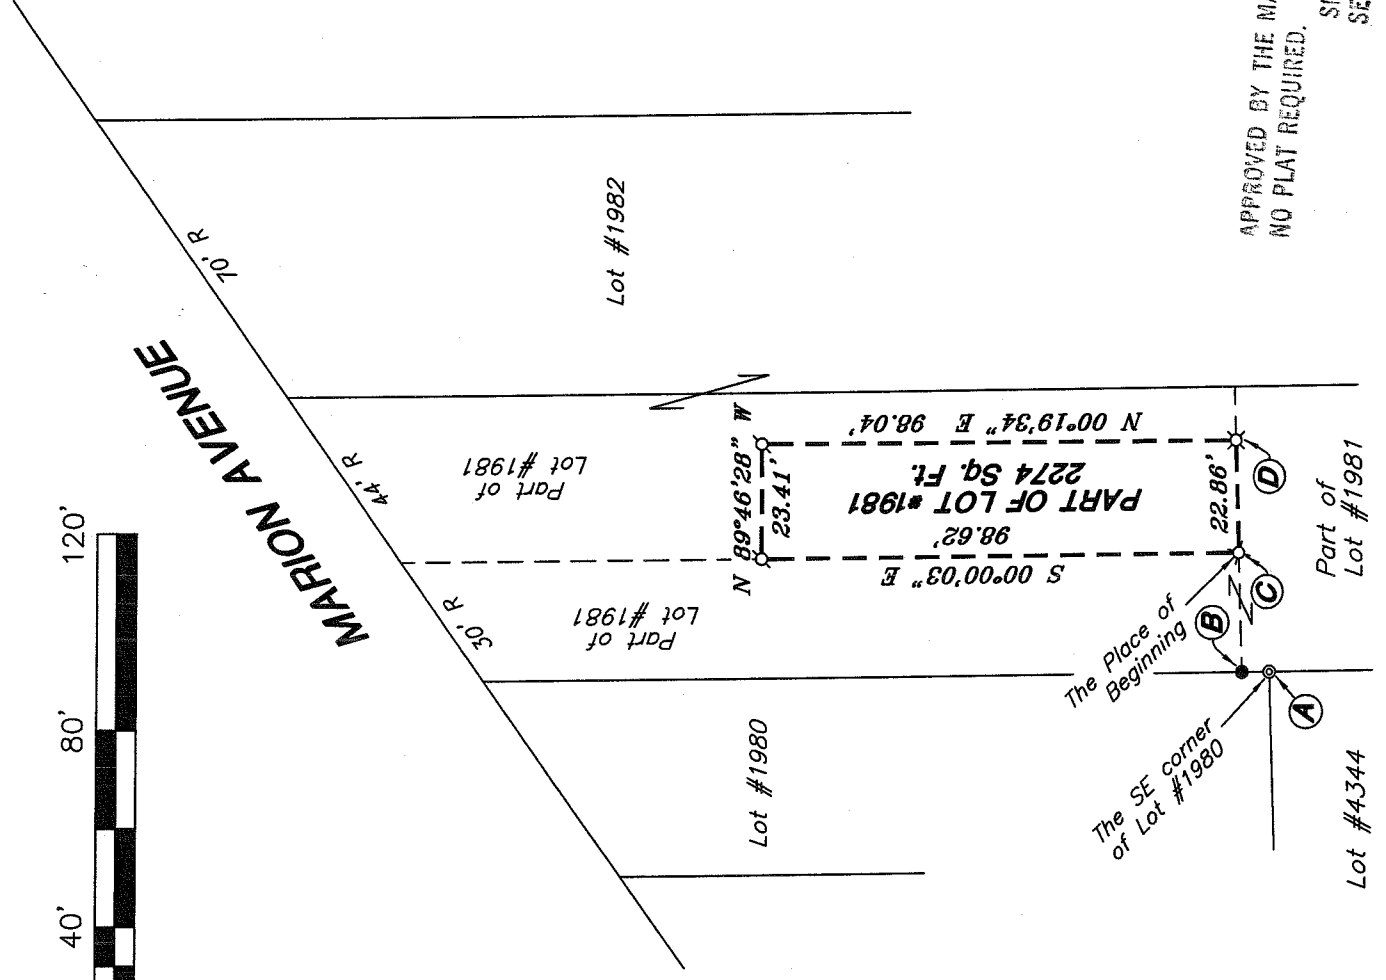 MARION AVENUE
70' R
44' R
30' R
120'
80'
40'
Lot #1982
Part of
Lot #1981
Part of
Lot #1981
N 89°46'28" W
23.41'
N 00°19'34" E 98.04'
PART OF LOT #1981
2274 Sq. Ft.
98.62'
S 00°00'03" E
22.86'
The Place of
Beginning
B
C
D
A
The SE corner
of Lot #1980
Lot #1980
Part of
Lot #1981
Lot #4344
APPROVED BY THE
NO PLAT REQUIRED.